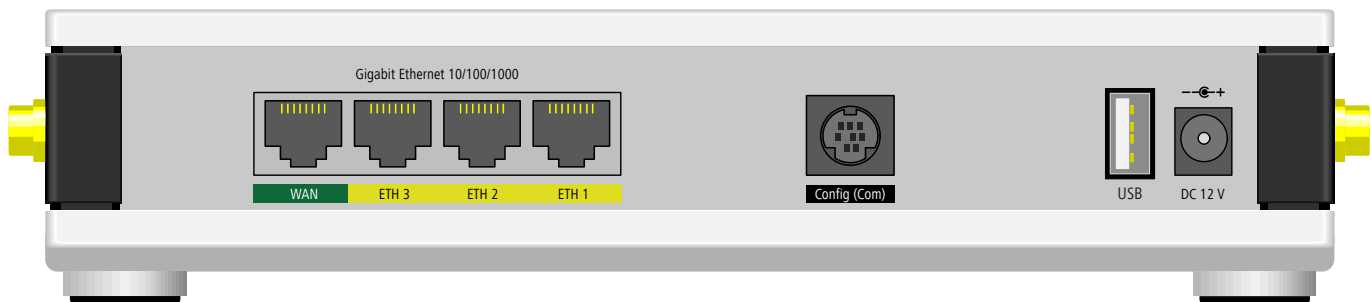 Gigabit Ethernet 10/100/1000
WAN
ETH 3
ETH 2
ETH 1
Config (Com)
USB
DC 12 V